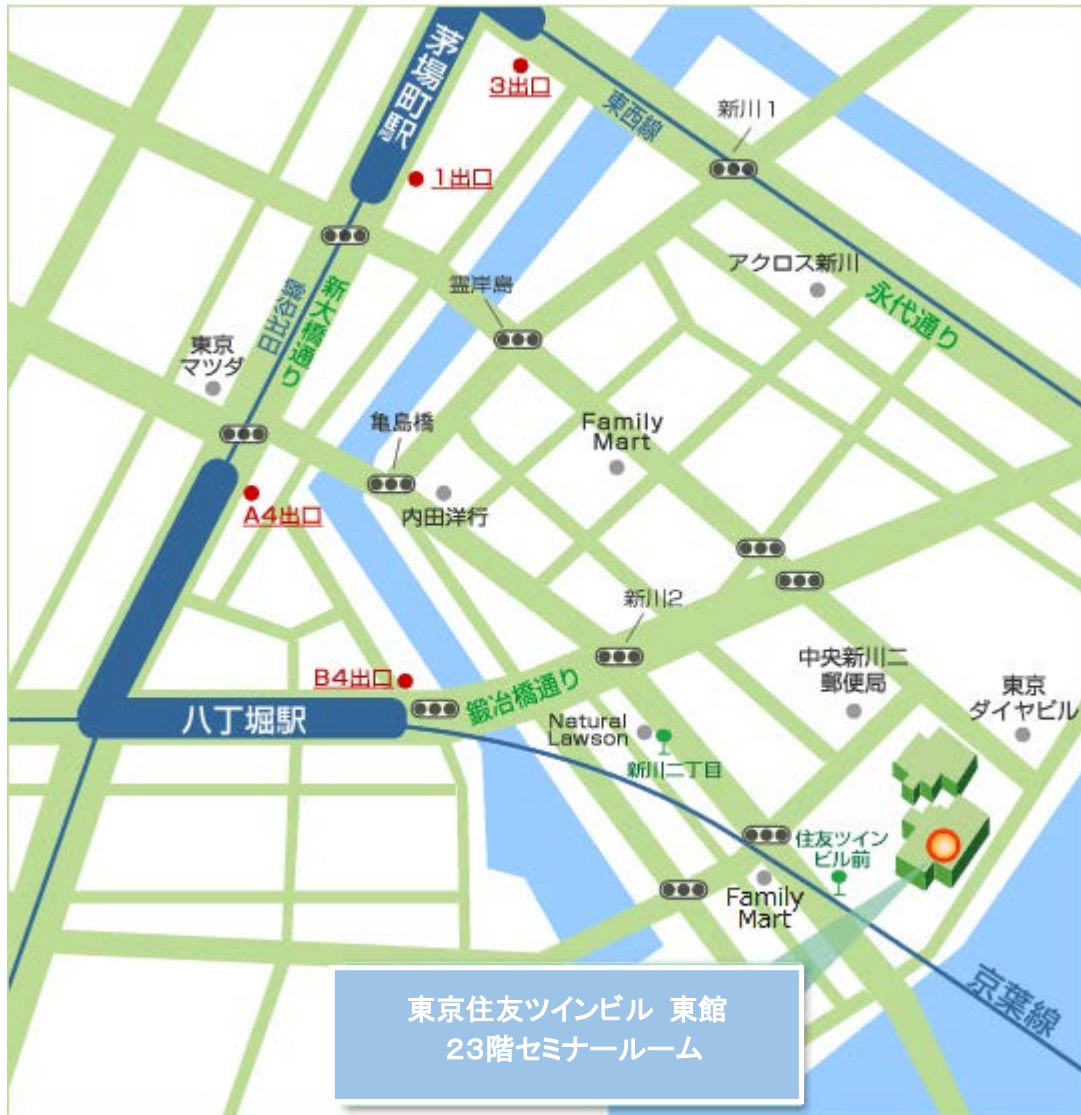 茅場町駅
3出口
東西線
新川1
1出口
アクロス新川
永代通り
霊岸島
日比谷線
新大橋通り
東京
マツダ
亀島橋
Family
Mart
A4出口
内田洋行
新川2
B4出口
鍛冶橋通り
八丁堀駅
中央新川二
郵便局
東京
ダイヤビル
Natural
Lawson
新川二丁目
住友ツイン
ビル前
Family
Mart
京葉線
東京住友ツインビル 東館
23階セミナールーム